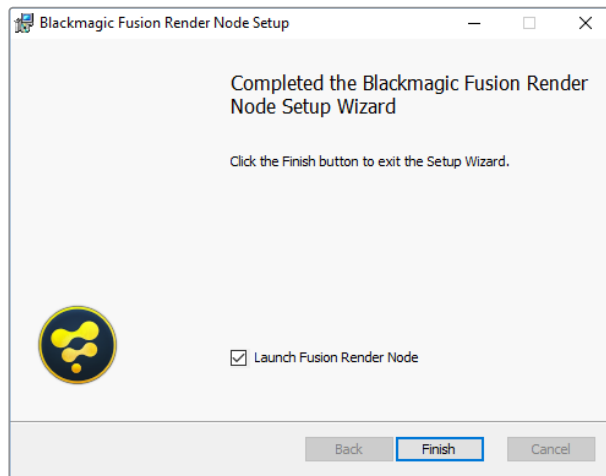 Blackmagic Fusion Render Node Setup
Completed the Blackmagic Fusion Render
Node Setup Wizard
Click the Finish button to exit the Setup Wizard.
Launch Fusion Render Node
Back Finish Cancel